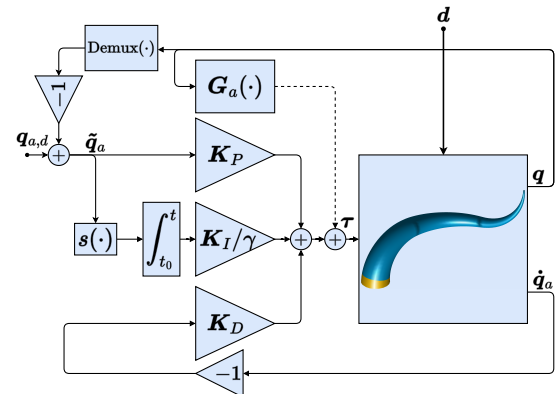 d
Demux(·)
−1
G_a(·)
q_{a,d}
q̃_a
K_P
q
τ
s(·)
∫_{t_0}^{t}
K_I/γ
+
+
+
q̇_a
K_D
−1